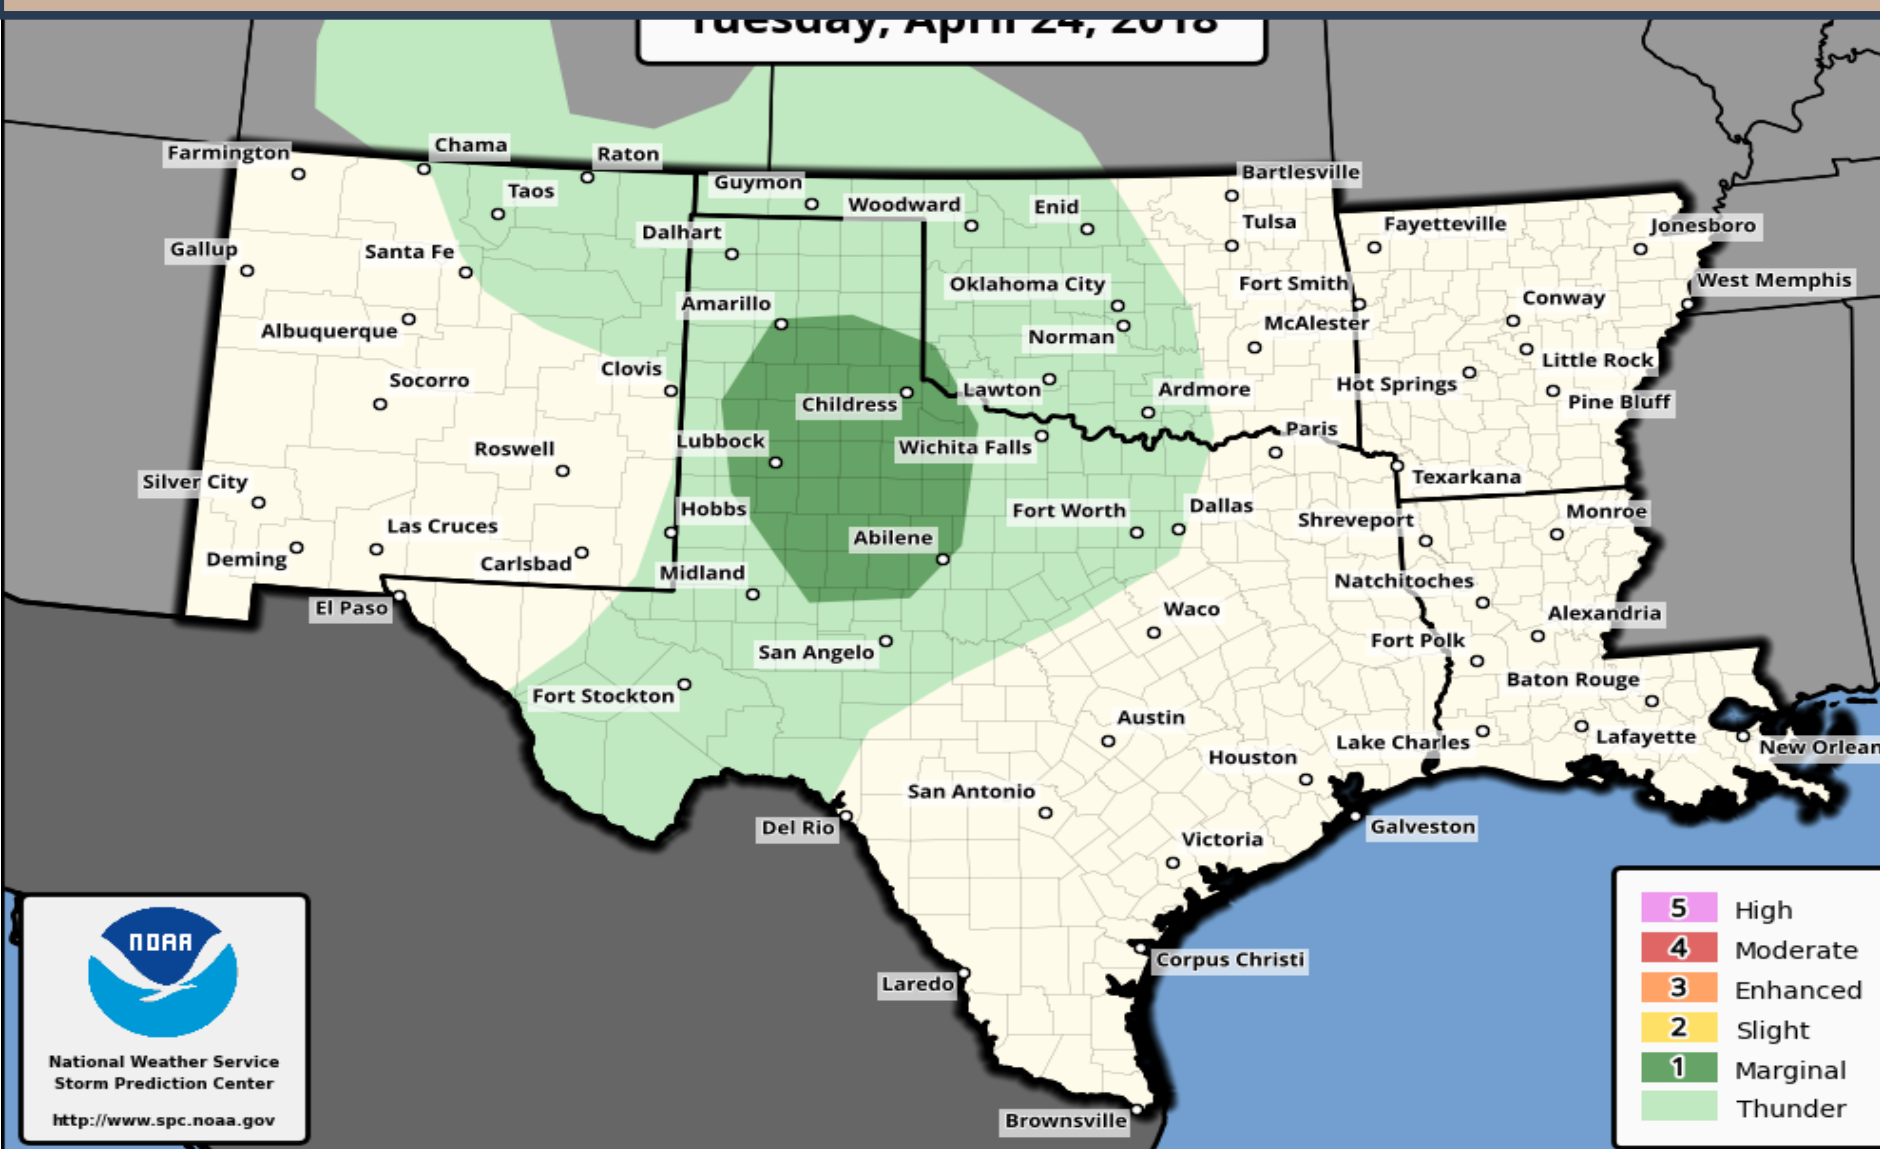 Tuesday, April 24, 2018
Farmington
Chama
Raton
Taos
Guymon
Woodward
Enid
Bartlesville
Tulsa
Fayetteville
Jonesboro
Gallup
Santa Fe
Dalhart
Oklahoma City
Fort Smith
Conway
West Memphis
Albuquerque
Amarillo
Norman
McAlester
Little Rock
Socorro
Clovis
Childress
Lawton
Ardmore
Hot Springs
Pine Bluff
Roswell
Lubbock
Wichita Falls
Paris
Texarkana
Silver City
Las Cruces
Hobbs
Fort Worth
Dallas
Shreveport
Monroe
Deming
Carlsbad
Midland
Abilene
Natchitoches
El Paso
San Angelo
Waco
Fort Polk
Alexandria
Fort Stockton
Baton Rouge
Austin
Houston
Lake Charles
Lafayette
New Orlean
San Antonio
Del Rio
Victoria
Galveston
Laredo
Corpus Christi
Brownsville
NOAA
National Weather Service
Storm Prediction Center
http://www.spc.noaa.gov
5 High
4 Moderate
3 Enhanced
2 Slight
1 Marginal
Thunder